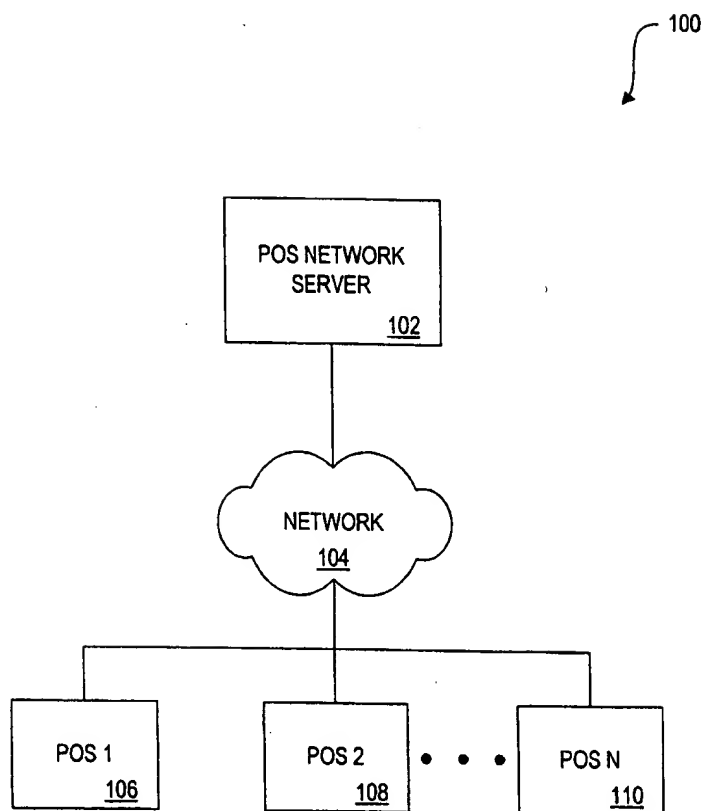 100
POS NETWORK
SERVER
102
NETWORK
104
POS 1
106
POS 2
108
POS N
110